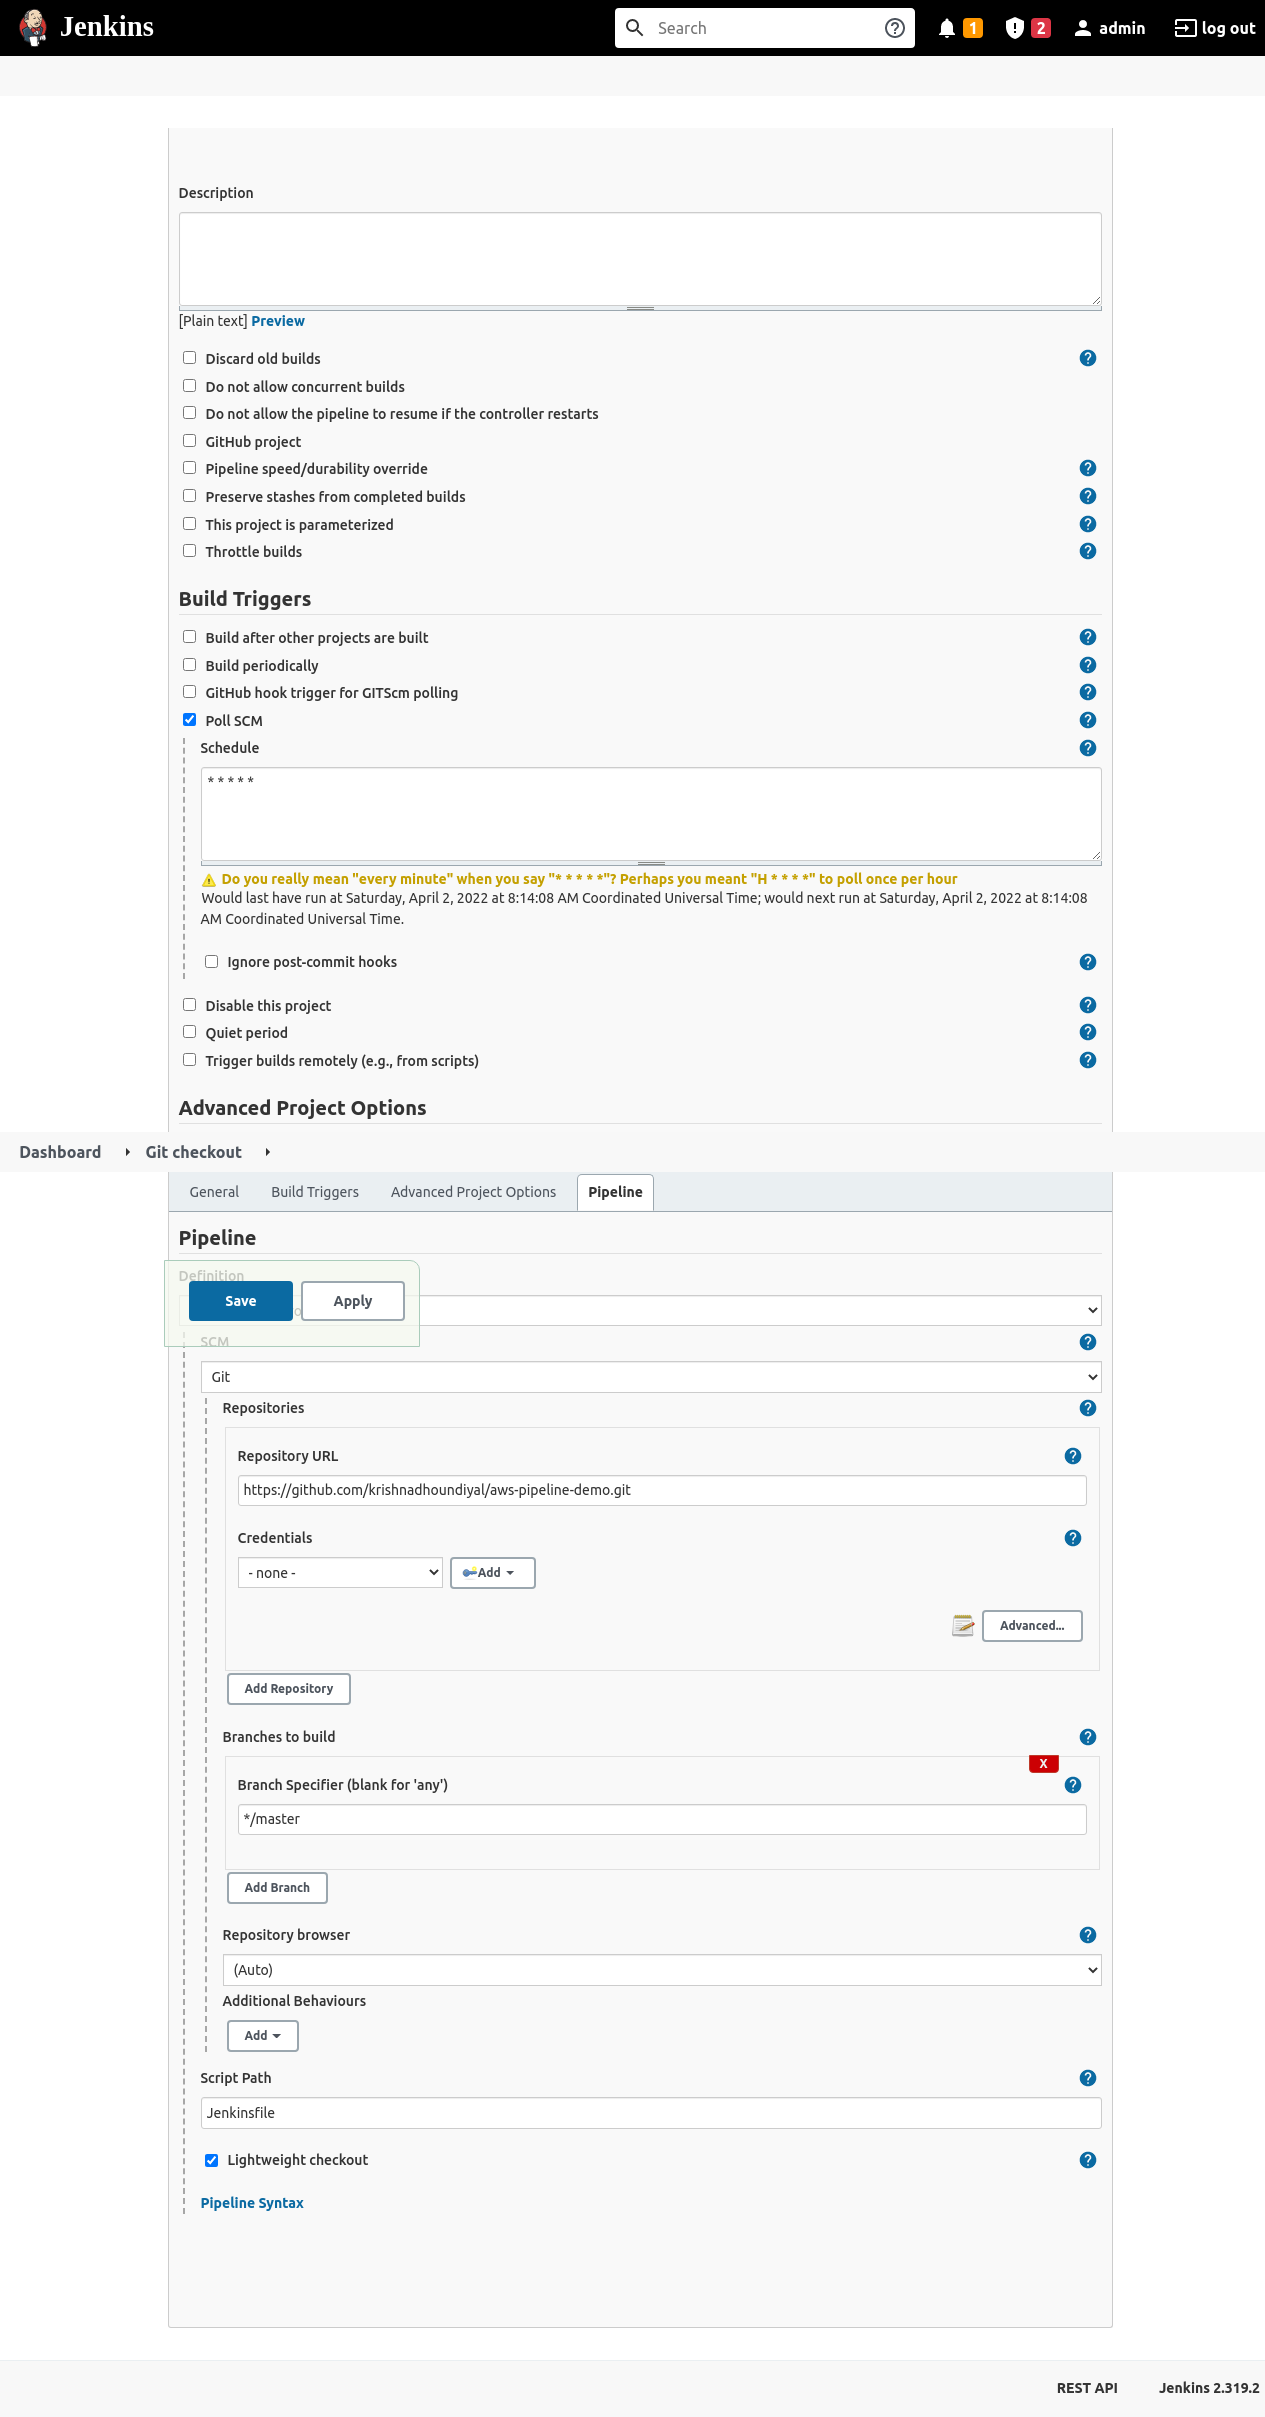 Jenkins
Search
1
2
admin
log out
Description
[Plain text] Preview
Discard old builds
Do not allow concurrent builds
Do not allow the pipeline to resume if the controller restarts
GitHub project
Pipeline speed/durability override
Preserve stashes from completed builds
This project is parameterized
Throttle builds
Build Triggers
Build after other projects are built
Build periodically
GitHub hook trigger for GITScm polling
Poll SCM
Schedule
* * * * *
Do you really mean "every minute" when you say "* * * * *"? Perhaps you meant "H * * * *" to poll once per hour
Would last have run at Saturday, April 2, 2022 at 8:14:08 AM Coordinated Universal Time; would next run at Saturday, April 2, 2022 at 8:14:08
AM Coordinated Universal Time.
Ignore post-commit hooks
Disable this project
Quiet period
Trigger builds remotely (e.g., from scripts)
Advanced Project Options
Dashboard
Git checkout
General
Build Triggers
Advanced Project Options
Pipeline
Pipeline
Definition
Save
Apply
SCM
Git
Repositories
Repository URL
https://github.com/krishnadhoundiyal/aws-pipeline-demo.git
Credentials
- none -
Add
Advanced...
Add Repository
Branches to build
X
Branch Specifier (blank for 'any')
*/master
Add Branch
Repository browser
(Auto)
Additional Behaviours
Add
Script Path
Jenkinsfile
Lightweight checkout
Pipeline Syntax
REST API
Jenkins 2.319.2